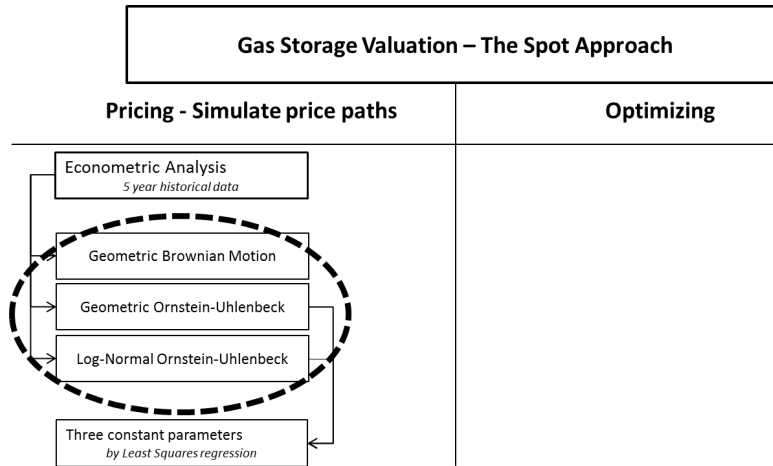 Gas Storage Valuation – The Spot Approach
Pricing - Simulate price paths
Optimizing
Econometric Analysis
5 year historical data
Geometric Brownian Motion
Geometric Ornstein-Uhlenbeck
Log-Normal Ornstein-Uhlenbeck
Three constant parameters
by Least Squares regression